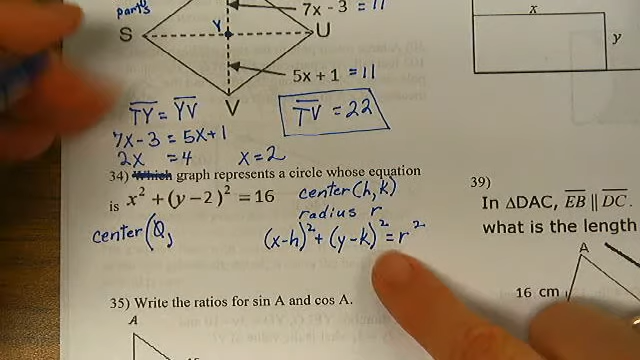 parts
7x - 3 = 11
S
Y
U
5x + 1 = 11
V
TY = YV
TV = 22
7x - 3 = 5x + 1
2x = 4 x = 2
34) Which graph represents a circle whose equation
is x² + (y – 2)² = 16 center (h, k)
radius r
center (0,
(x-h)² + (y-k)² = r²
35) Write the ratios for sin A and cos A.
A
x
y
39)
In ΔDAC, EB ∥ DC.
what is the length
A
16 cm